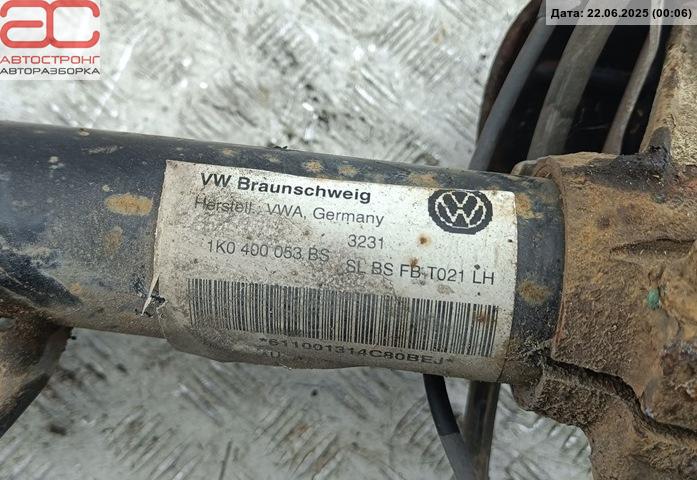 Дата: 22.06.2025 (00:06)
ac
АВТОСТРОНГ
АВТОРАЗБОРКА
VW Braunschweig
Herstell.: VWA, Germany
3231
1K0 400 053 BS SL BS FB T021 LH
*611001314C80BEJ*